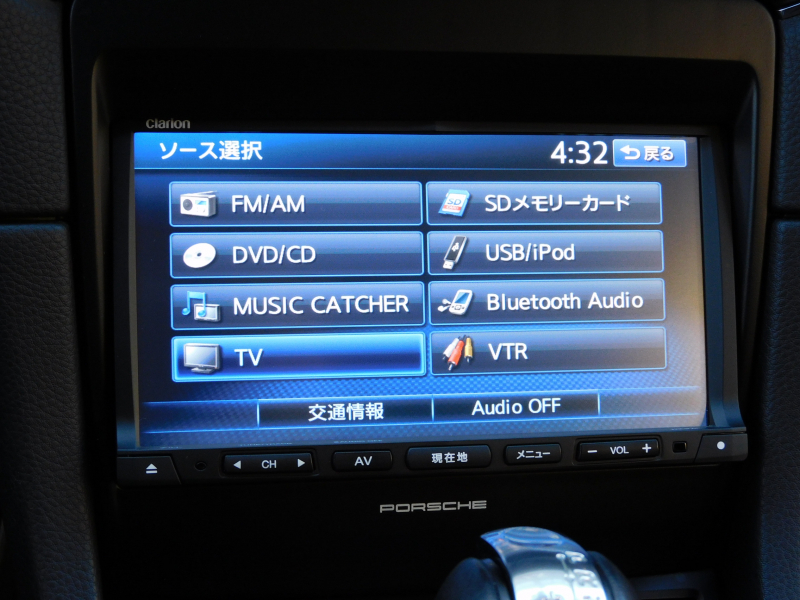 Clarion
ソース選択 4:32 戻る
FM/AM SDメモリーカード
DVD/CD USB/iPod
MUSIC CATCHER Bluetooth Audio
TV VTR
交通情報 Audio OFF
CH AV 現在地 メニュー − VOL +
PORSCHE